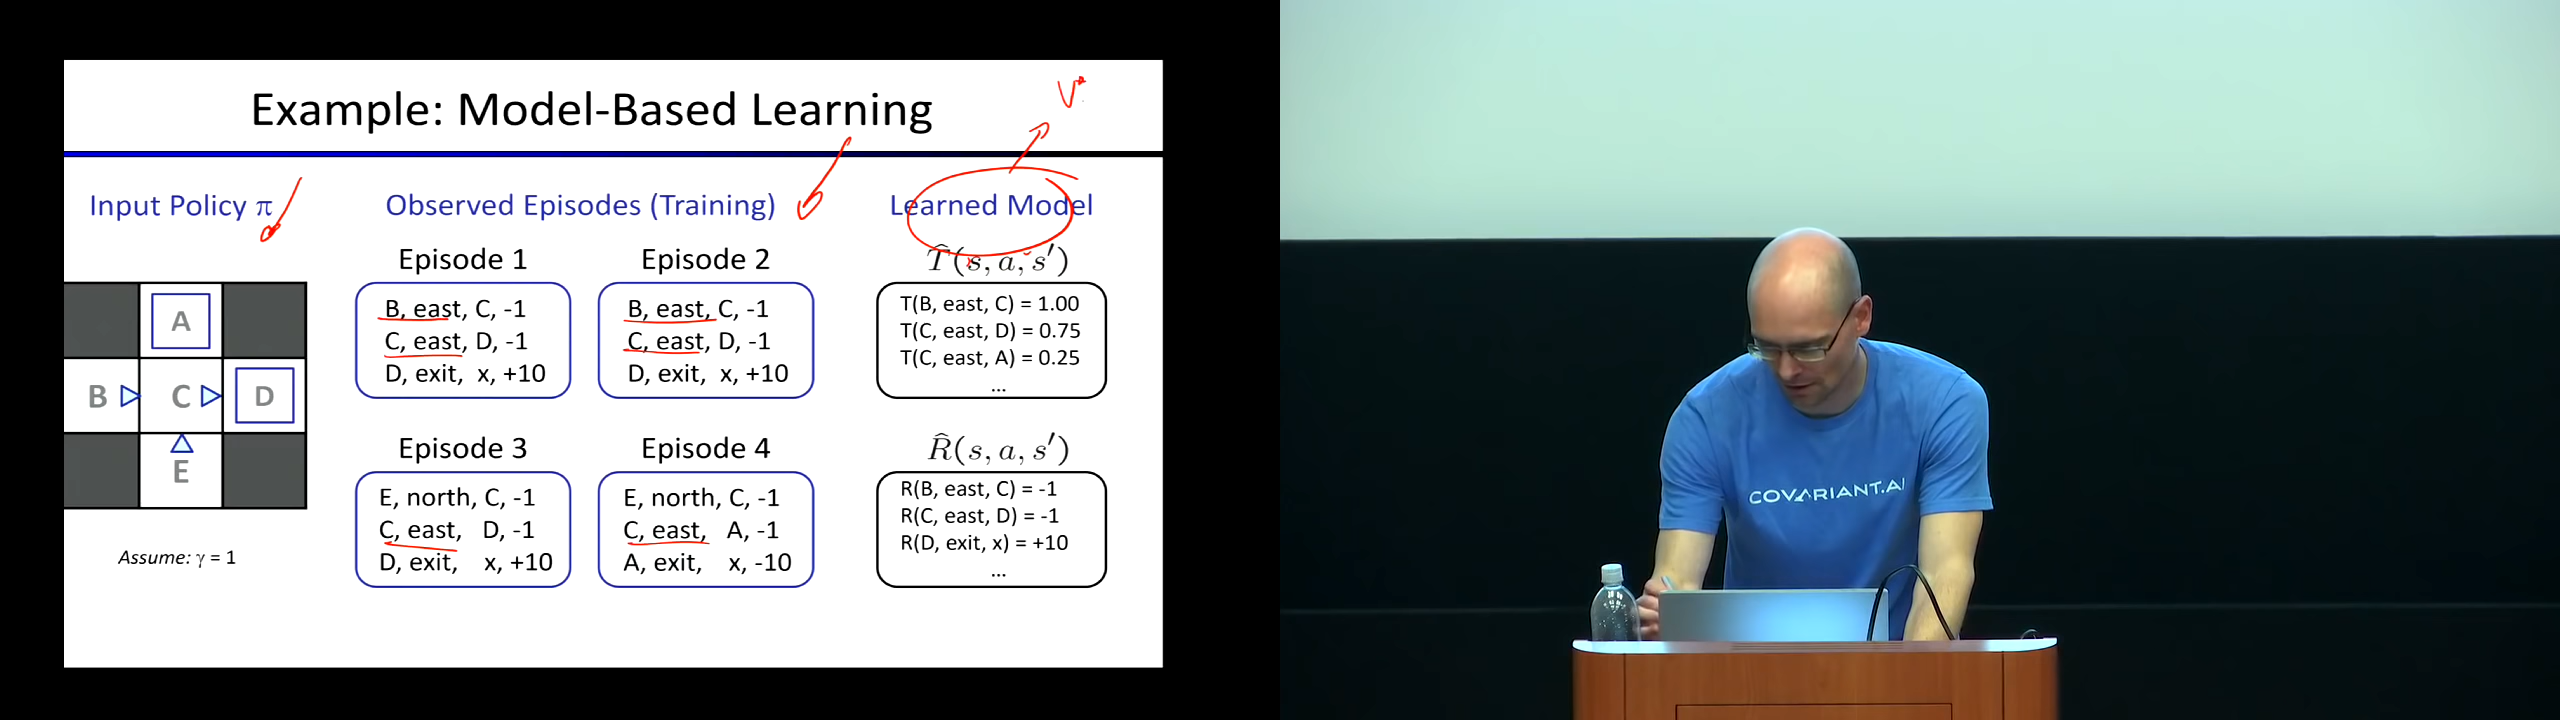 Example: Model-Based Learning
V*
Input Policy π
Observed Episodes (Training)
Learned Model
A
B
C
D
E
Assume: γ = 1
Episode 1
B, east, C, -1
C, east, D, -1
D, exit, x, +10
Episode 2
B, east, C, -1
C, east, D, -1
D, exit, x, +10
Episode 3
E, north, C, -1
C, east, D, -1
D, exit, x, +10
Episode 4
E, north, C, -1
C, east, A, -1
A, exit, x, -10
T̂(s, a, s′)
T(B, east, C) = 1.00
T(C, east, D) = 0.75
T(C, east, A) = 0.25
...
R̂(s, a, s′)
R(B, east, C) = -1
R(C, east, D) = -1
R(D, exit, x) = +10
...
COVARIANT.AI